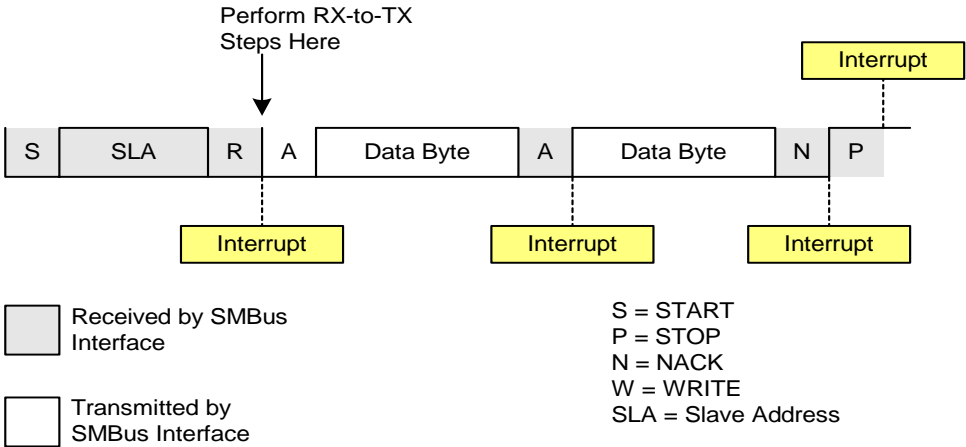 Perform RX-to-TX
Steps Here
Interrupt
S SLA R A Data Byte A Data Byte N P
Interrupt Interrupt Interrupt
Received by SMBus
Interface
Transmitted by
SMBus Interface
S = START
P = STOP
N = NACK
W = WRITE
SLA = Slave Address